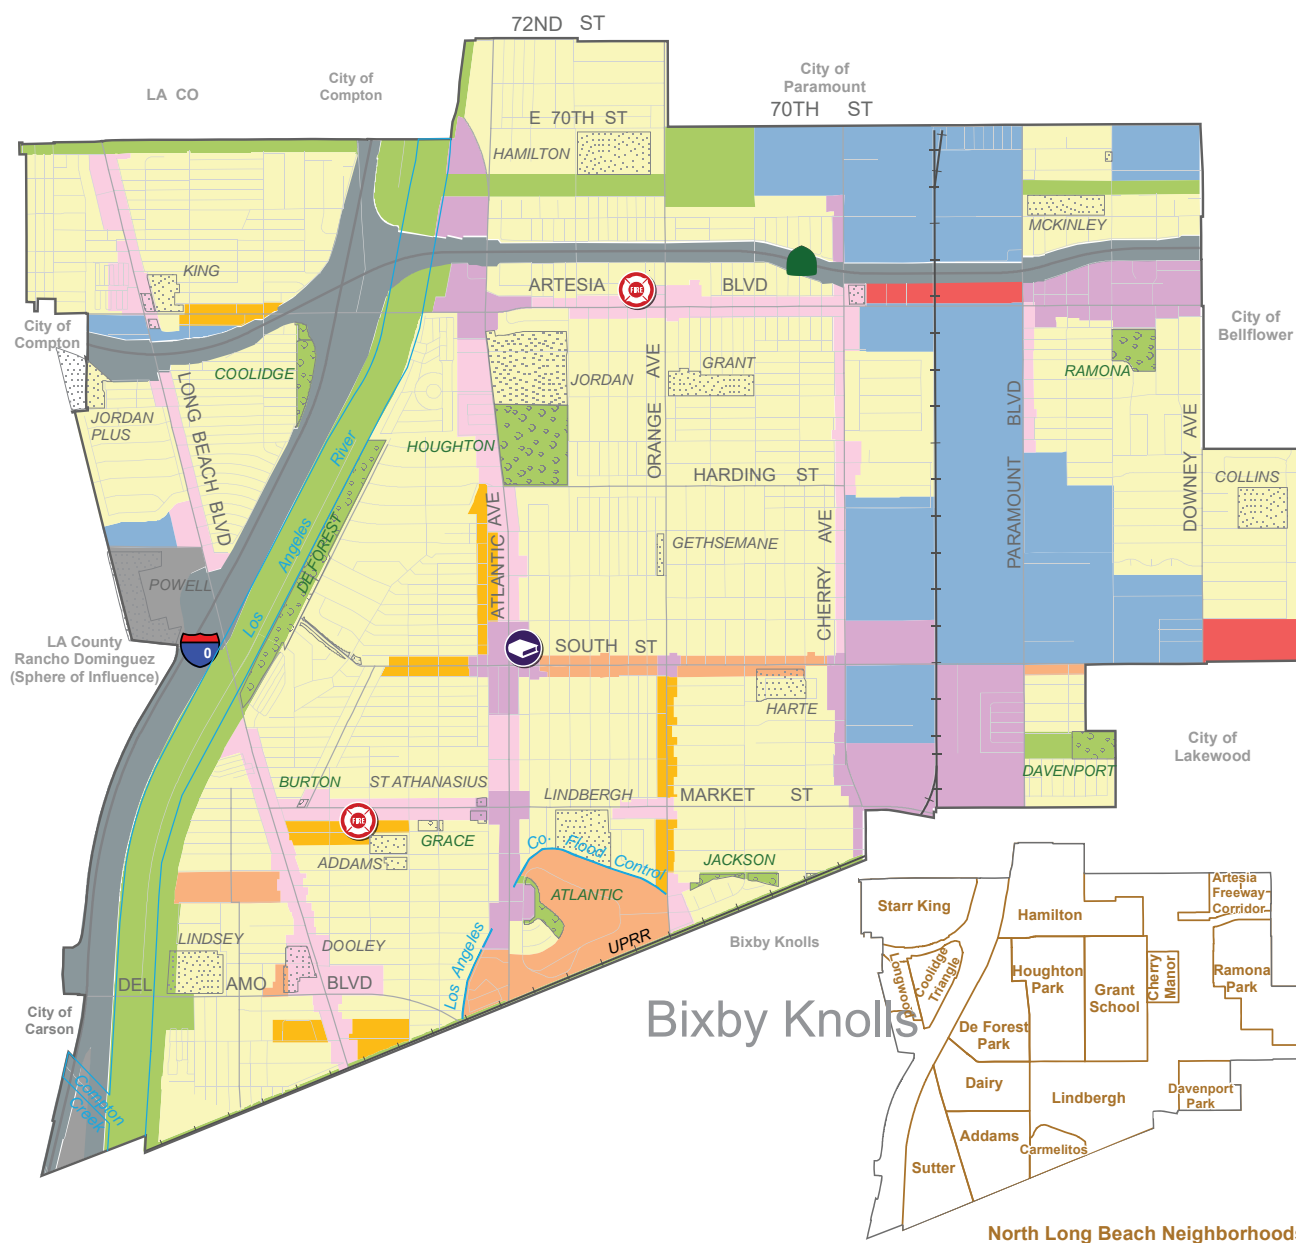 72ND ST
City of
Compton
City of
Paramount
LA CO
70TH ST
E 70TH ST
HAMILTON
MCKINLEY
KING
ARTESIA BLVD
FIRE
City of
Compton
City of
Bellflower
COOLIDGE
JORDAN
GRANT
RAMONA
JORDAN
PLUS
LONG BEACH BLVD
HOUGHTON
ORANGE AVE
River
HARDING ST
PARAMOUNT BLVD
DOWNEY AVE
COLLINS
Angeles
DE FOREST
ATLANTIC AVE
GETHSEMANE
CHERRY AVE
POWELL
Los
0
SOUTH ST
LA County
Rancho Dominguez
(Sphere of Influence)
HARTE
City of
Lakewood
BURTON
ST ATHANASIUS
LINDBERGH
MARKET ST
DAVENPORT
FIRE
GRACE
Co. Flood Control
ADDAMS
JACKSON
ATLANTIC
LINDSEY
DOOLEY
UPRR
Bixby Knolls
Los Angeles
DEL AMO BLVD
City of
Carson
Bixby Knolls
Compton
Creek
Starr King
Hamilton
Artesia
Freeway
Corridor
Longwood
Coolidge
Triangle
Houghton
Park
Grant
School
Cherry
Manor
Ramona
Park
De Forest
Park
Dairy
Lindbergh
Davenport
Park
Addams
Carmelitos
Sutter
North Long Beach Neighborhoods